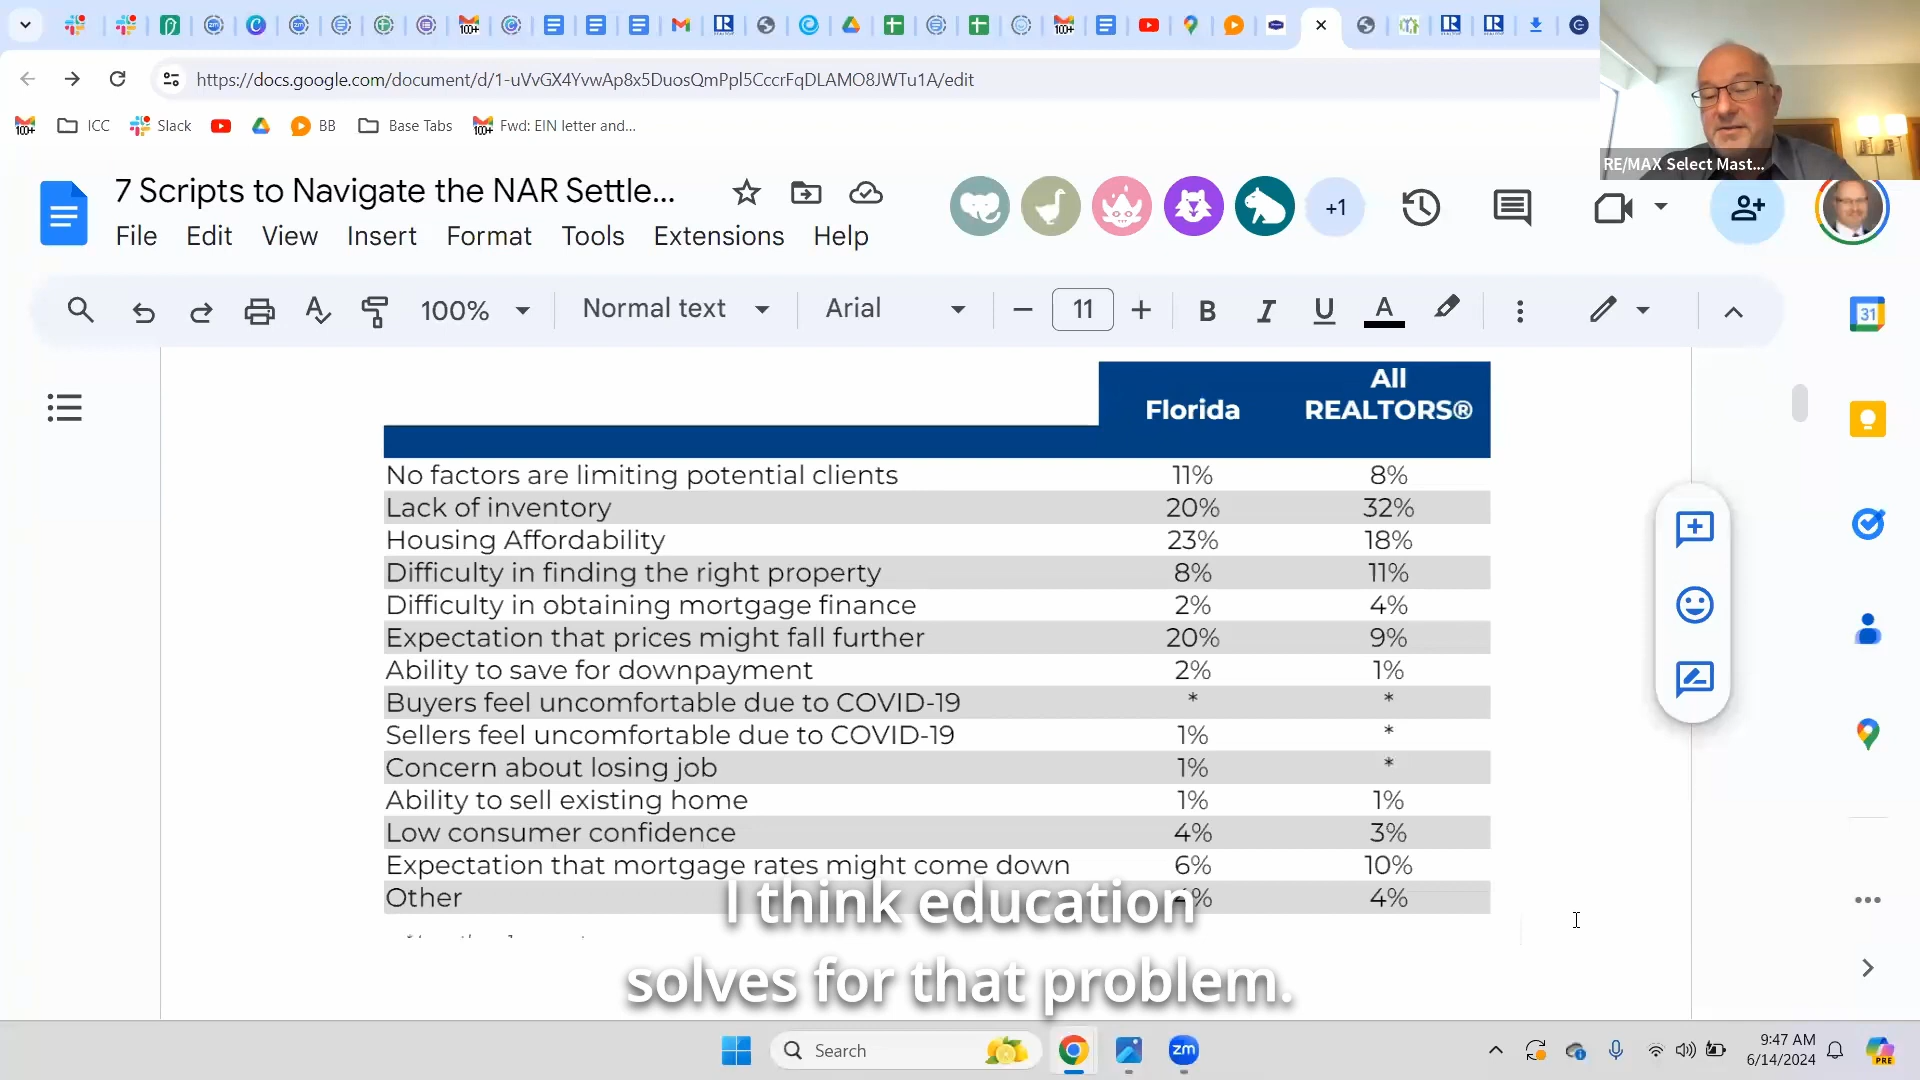 https://docs.google.com/document/d/1-uVvGX4YvwAp8x5DuosQmPpl5CccrFqDLAMO8JWTu1A/edit
ICC Slack BB Base Tabs Fwd: EIN letter and...
RE/MAX Select Mast...
7 Scripts to Navigate the NAR Settle...
+1
File Edit View Insert Format Tools Extensions Help
100% Normal text Arial 11 B I U A
31
Florida All REALTORS®
No factors are limiting potential clients 11% 8%
Lack of inventory 20% 32%
Housing Affordability 23% 18%
Difficulty in finding the right property 8% 11%
Difficulty in obtaining mortgage finance 2% 4%
Expectation that prices might fall further 20% 9%
Ability to save for downpayment 2% 1%
Buyers feel uncomfortable due to COVID-19 * *
Sellers feel uncomfortable due to COVID-19 1% *
Concern about losing job 1% *
Ability to sell existing home 1% 1%
Low consumer confidence 4% 3%
Expectation that mortgage rates might come down 6% 10%
Other 4%
I think education
solves for that problem.
Search
zm
9:47 AM
6/14/2024
PRE